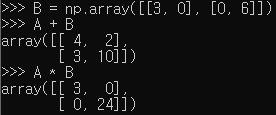 >>> B = np.array([[3, 0], [0, 6]])
>>> A + B
array([[ 4,  2],
       [ 3, 10]])
>>> A * B
array([[ 3,  0],
       [ 0, 24]])